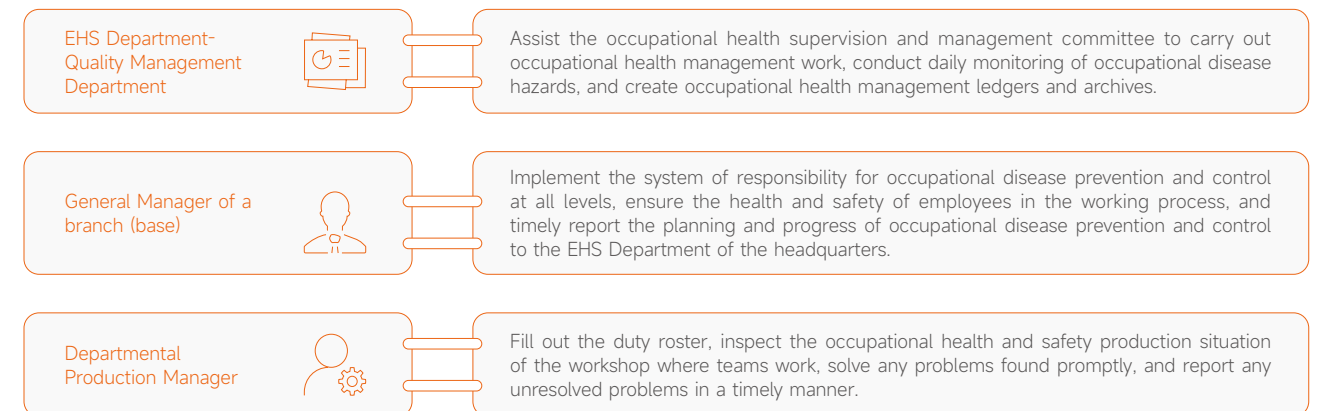 EHS Department-
Quality Management
Department
Assist the occupational health supervision and management committee to carry out
occupational health management work, conduct daily monitoring of occupational disease
hazards, and create occupational health management ledgers and archives.
General Manager of a
branch (base)
Implement the system of responsibility for occupational disease prevention and control
at all levels, ensure the health and safety of employees in the working process, and
timely report the planning and progress of occupational disease prevention and control
to the EHS Department of the headquarters.
Departmental
Production Manager
Fill out the duty roster, inspect the occupational health and safety production situation
of the workshop where teams work, solve any problems found promptly, and report any
unresolved problems in a timely manner.